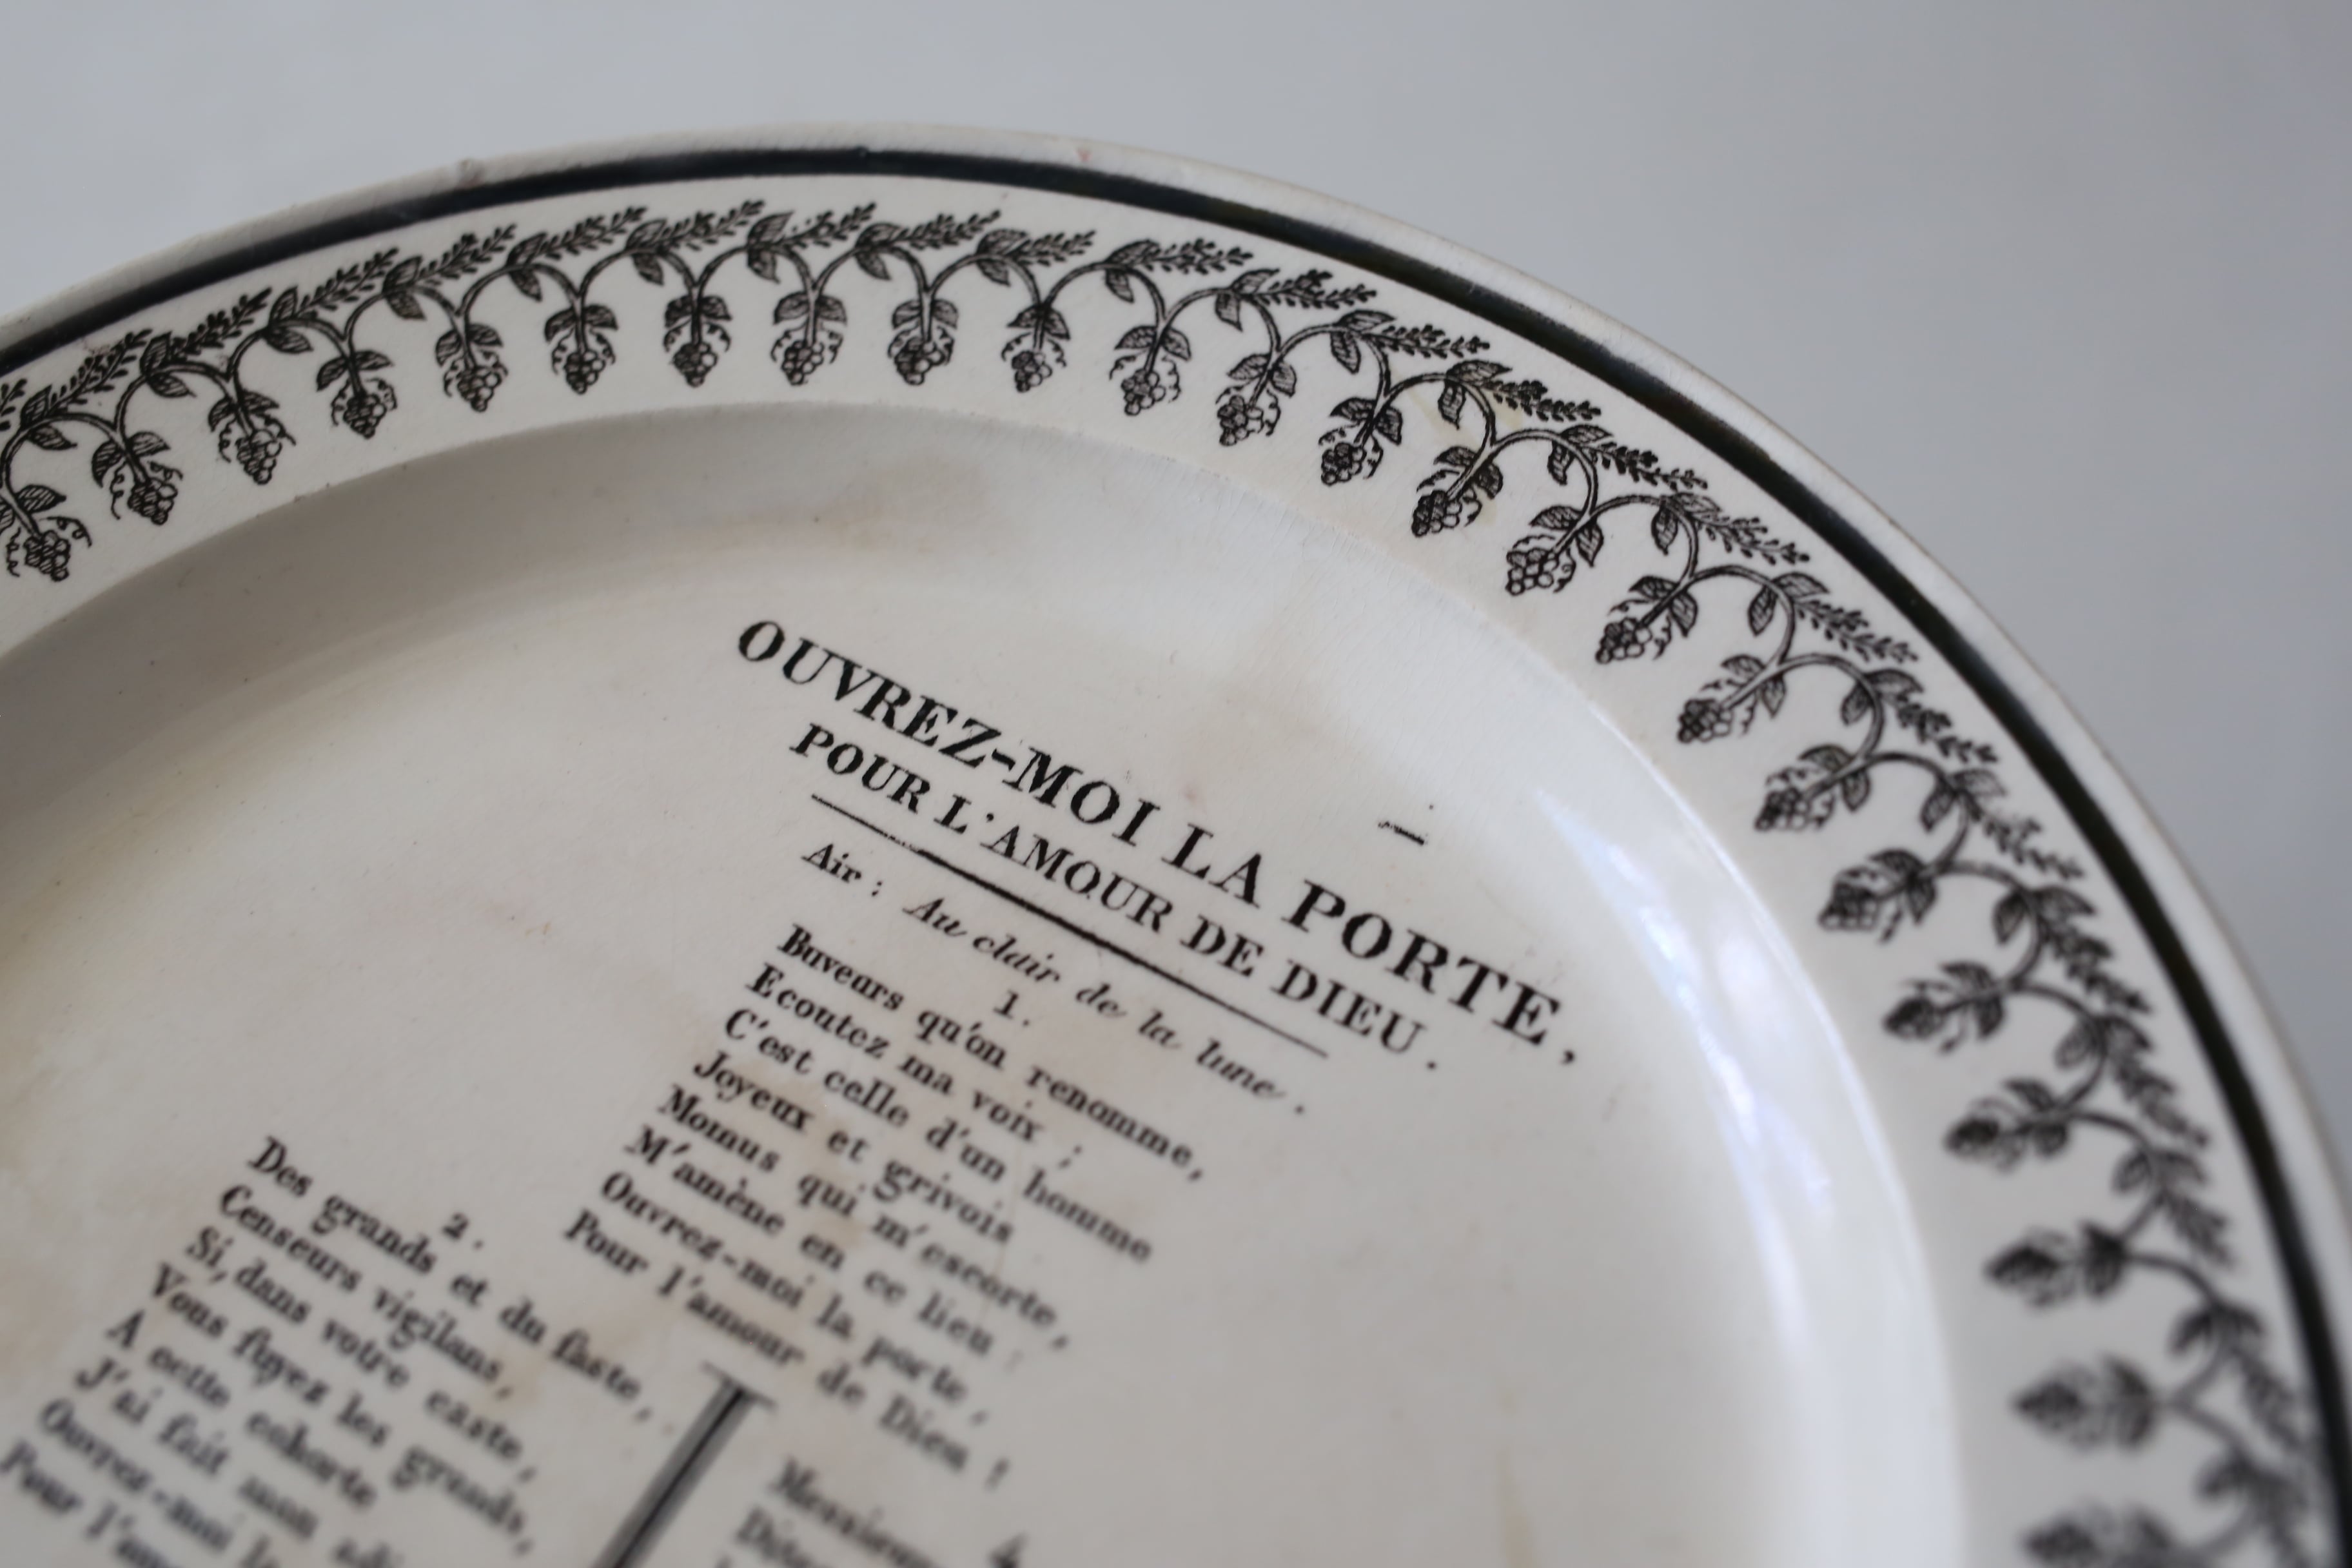 OUVREZ-MOI LA PORTE,
POUR L'AMOUR DE DIEU.
Air : Au clair de la lune.
1.
Buveurs qu'on renomme,
Ecoutez ma voix ;
C'est celle d'un homme
Joyeux et grivois
Momus qui m'escorte,
M'amène en ce lieu :
Ouvrez-moi la porte,
Pour l'amour de Dieu !
2.
Des grands et du faste,
Censeurs vigilans,
Si, dans votre caste,
Vous fuyez les grands,
A cette cohorte
J'ai fait mon
Ouvrez-moi la
Pour
4.